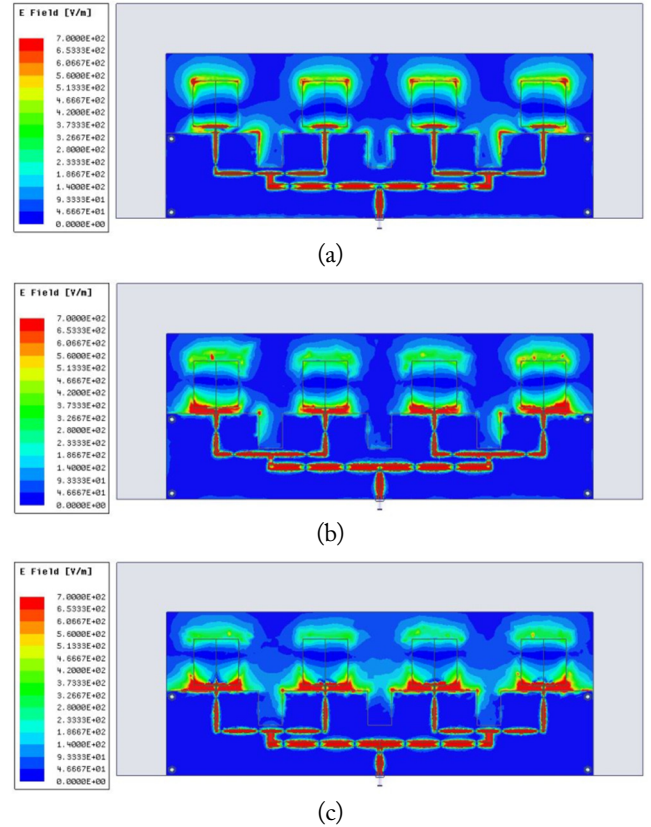 E Field [V/m]
7.0000E+02
6.5333E+02
6.0667E+02
5.6000E+02
5.1333E+02
4.6667E+02
4.2000E+02
3.7333E+02
3.2667E+02
2.8000E+02
2.3333E+02
1.8667E+02
1.4000E+02
9.3333E+01
4.6667E+01
0.0000E+00
(a)
E Field [V/m]
7.0000E+02
6.5333E+02
6.0667E+02
5.6000E+02
5.1333E+02
4.6667E+02
4.2000E+02
3.7333E+02
3.2667E+02
2.8000E+02
2.3333E+02
1.8667E+02
1.4000E+02
9.3333E+01
4.6667E+01
0.0000E+00
(b)
E Field [V/m]
7.0000E+02
6.5333E+02
6.0667E+02
5.6000E+02
5.1333E+02
4.6667E+02
4.2000E+02
3.7333E+02
3.2667E+02
2.8000E+02
2.3333E+02
1.8667E+02
1.4000E+02
9.3333E+01
4.6667E+01
0.0000E+00
(c)